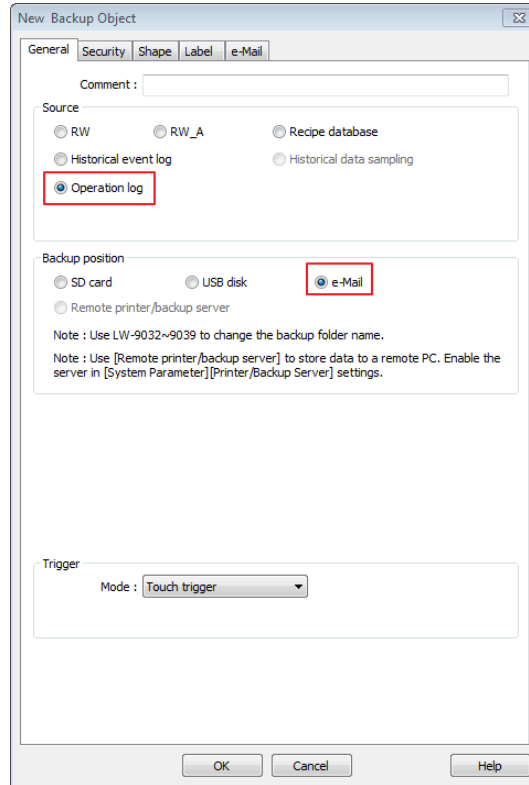 New Backup Object
General Security Shape Label e-Mail
Comment :
Source
RW RW_A Recipe database
Historical event log Historical data sampling
Operation log
Backup position
SD card USB disk e-Mail
Remote printer/backup server
Note : Use LW-9032~9039 to change the backup folder name.
Note : Use [Remote printer/backup server] to store data to a remote PC. Enable the
server in [System Parameter][Printer/Backup Server] settings.
Trigger
Mode : Touch trigger
OK Cancel Help